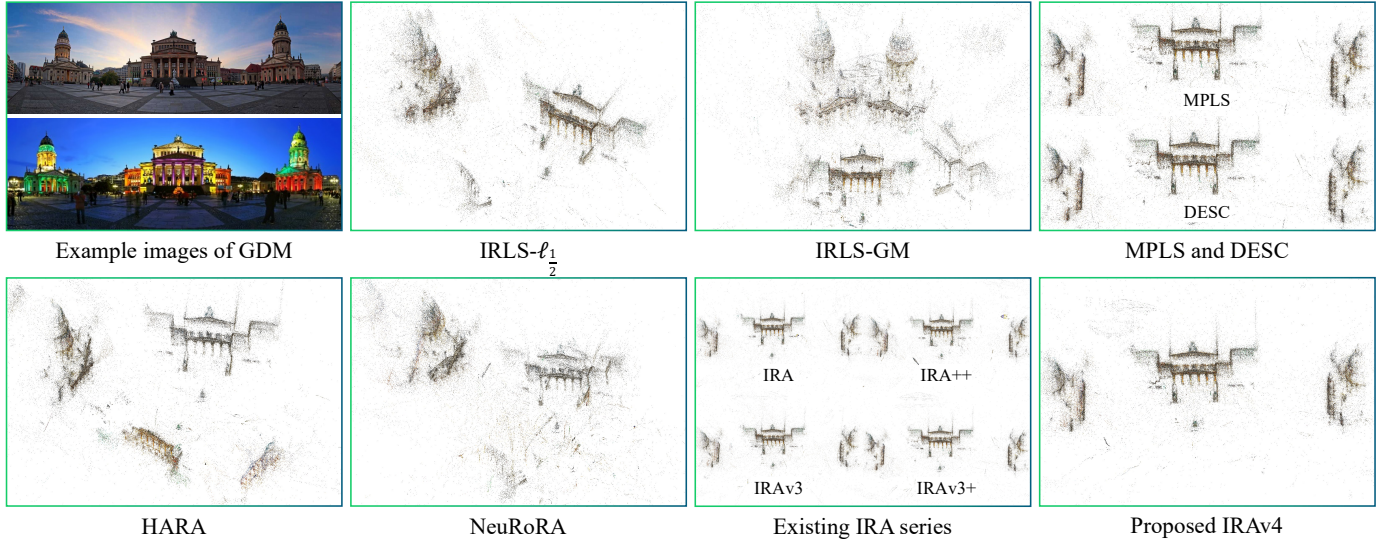 MPLS
DESC
Example images of GDM
IRLS-ℓ1/2
IRLS-GM
MPLS and DESC
IRA
IRA++
IRAv3
IRAv3+
HARA
NeuRoRA
Existing IRA series
Proposed IRAv4